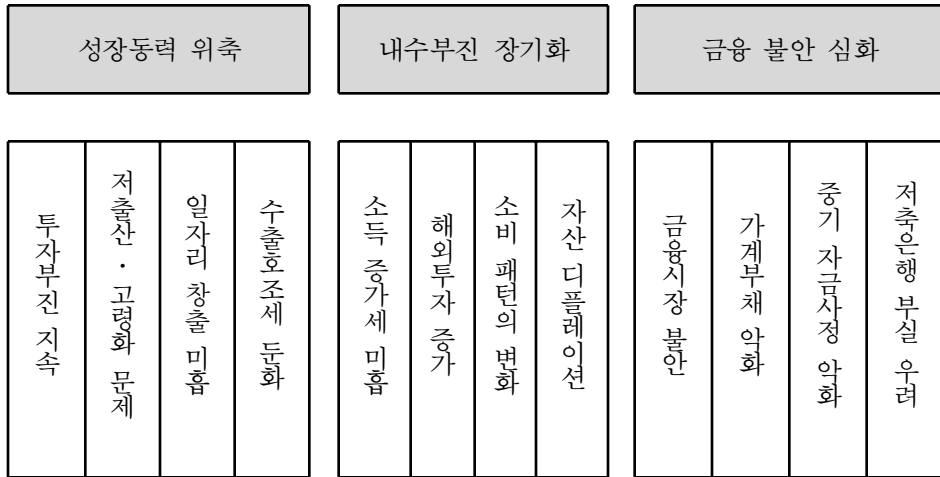 성장동력 위축
내수부진 장기화
금융 불안 심화
투자부진 지속
저출산 · 고령화 문제
일자리 창출 미흡
수출호조세 둔화
소득 증가세 미흡
해외투자 증가
소비 패턴의 변화
자산 디플레이션
금융시장 불안
가계부채 악화
중기 자금사정 악화
저축은행 부실 우려